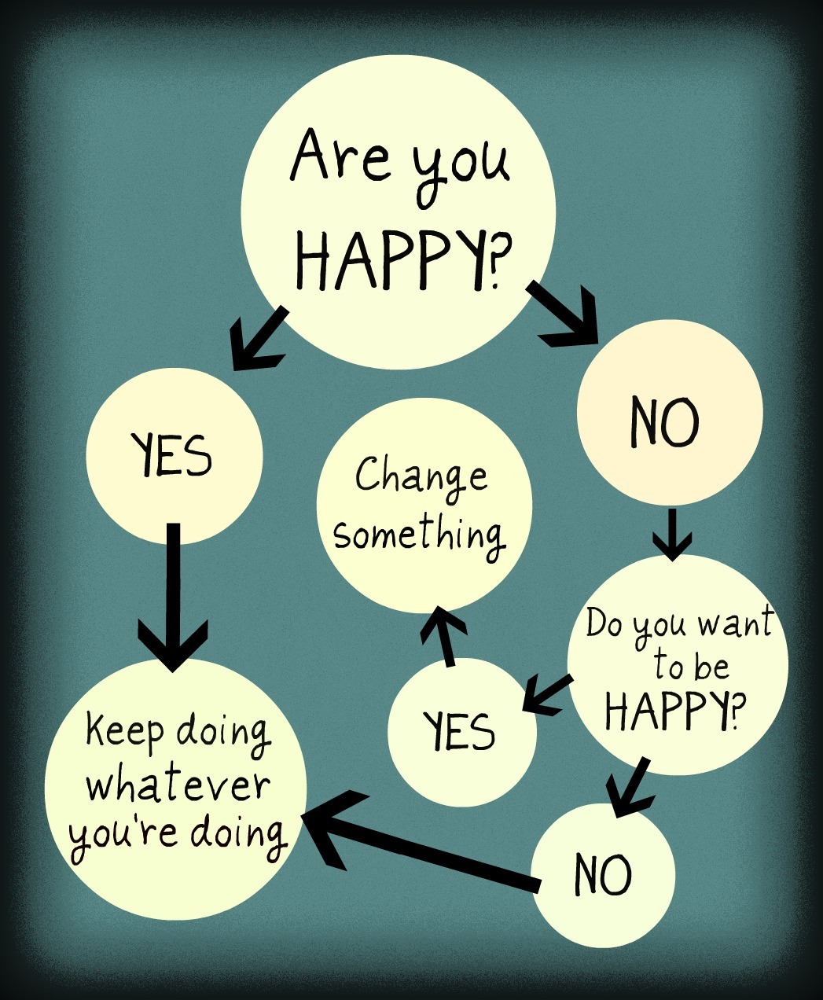 Are you
HAPPY?
YES
NO
Change
something
Do you want
to be
HAPPY?
YES
Keep doing
whatever
you're doing
NO